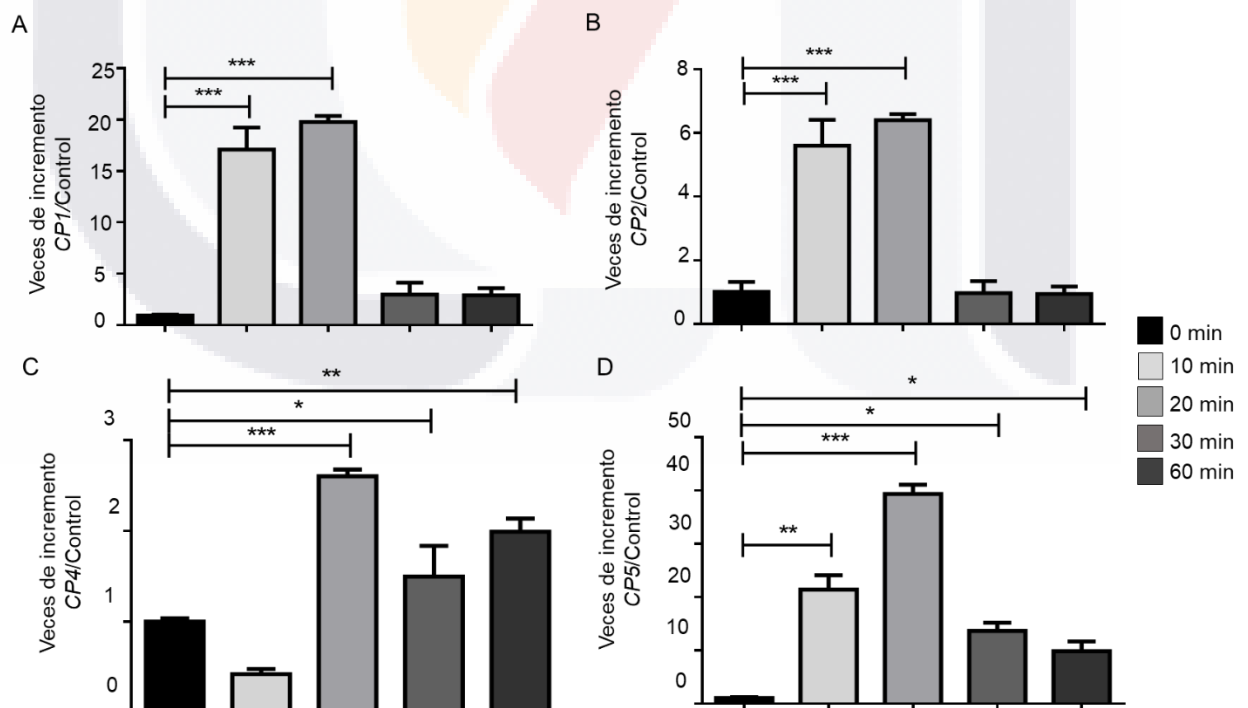 A
Veces de incremento
CP1/Control
25
20
15
10
5
0
***
***
B
Veces de incremento
CP2/Control
8
6
4
2
0
***
***
C
Veces de incremento
CP4/Control
3
2
1
0
**
*
***
D
Veces de incremento
CP5/Control
50
40
30
20
10
0
*
*
***
**
0 min
10 min
20 min
30 min
60 min